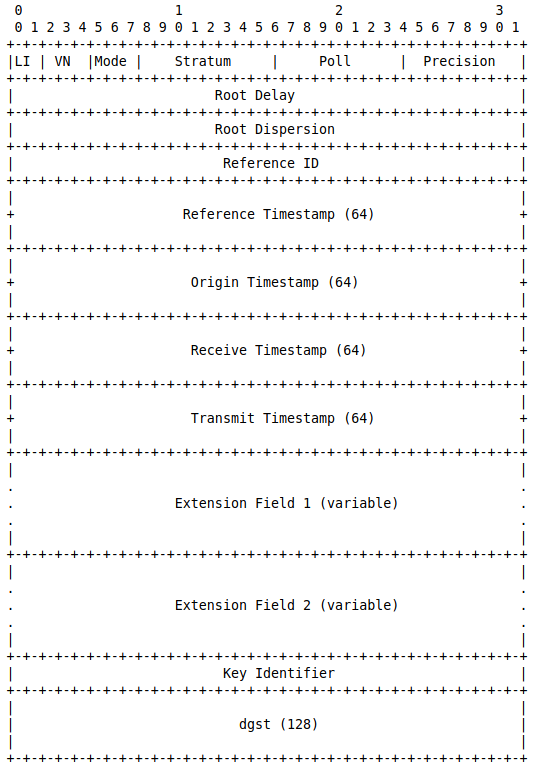 0                   1                   2                   3
 0 1 2 3 4 5 6 7 8 9 0 1 2 3 4 5 6 7 8 9 0 1 2 3 4 5 6 7 8 9 0 1
+-+-+-+-+-+-+-+-+-+-+-+-+-+-+-+-+-+-+-+-+-+-+-+-+-+-+-+-+-+-+-+-+
|LI | VN  |Mode |    Stratum     |     Poll      |  Precision   |
+-+-+-+-+-+-+-+-+-+-+-+-+-+-+-+-+-+-+-+-+-+-+-+-+-+-+-+-+-+-+-+-+
|                         Root Delay                            |
+-+-+-+-+-+-+-+-+-+-+-+-+-+-+-+-+-+-+-+-+-+-+-+-+-+-+-+-+-+-+-+-+
|                         Root Dispersion                       |
+-+-+-+-+-+-+-+-+-+-+-+-+-+-+-+-+-+-+-+-+-+-+-+-+-+-+-+-+-+-+-+-+
|                          Reference ID                         |
+-+-+-+-+-+-+-+-+-+-+-+-+-+-+-+-+-+-+-+-+-+-+-+-+-+-+-+-+-+-+-+-+
|                                                               |
+                     Reference Timestamp (64)                  +
|                                                               |
+-+-+-+-+-+-+-+-+-+-+-+-+-+-+-+-+-+-+-+-+-+-+-+-+-+-+-+-+-+-+-+-+
|                                                               |
+                      Origin Timestamp (64)                    +
|                                                               |
+-+-+-+-+-+-+-+-+-+-+-+-+-+-+-+-+-+-+-+-+-+-+-+-+-+-+-+-+-+-+-+-+
|                                                               |
+                      Receive Timestamp (64)                   +
|                                                               |
+-+-+-+-+-+-+-+-+-+-+-+-+-+-+-+-+-+-+-+-+-+-+-+-+-+-+-+-+-+-+-+-+
|                                                               |
+                      Transmit Timestamp (64)                  +
|                                                               |
+-+-+-+-+-+-+-+-+-+-+-+-+-+-+-+-+-+-+-+-+-+-+-+-+-+-+-+-+-+-+-+-+
|                                                               |
.                                                               .
.                    Extension Field 1 (variable)               .
.                                                               .
|                                                               |
+-+-+-+-+-+-+-+-+-+-+-+-+-+-+-+-+-+-+-+-+-+-+-+-+-+-+-+-+-+-+-+-+
|                                                               |
.                                                               .
.                    Extension Field 2 (variable)               .
.                                                               .
|                                                               |
+-+-+-+-+-+-+-+-+-+-+-+-+-+-+-+-+-+-+-+-+-+-+-+-+-+-+-+-+-+-+-+-+
|                          Key Identifier                       |
+-+-+-+-+-+-+-+-+-+-+-+-+-+-+-+-+-+-+-+-+-+-+-+-+-+-+-+-+-+-+-+-+
|                                                               |
|                            dgst (128)                         |
|                                                               |
+-+-+-+-+-+-+-+-+-+-+-+-+-+-+-+-+-+-+-+-+-+-+-+-+-+-+-+-+-+-+-+-+